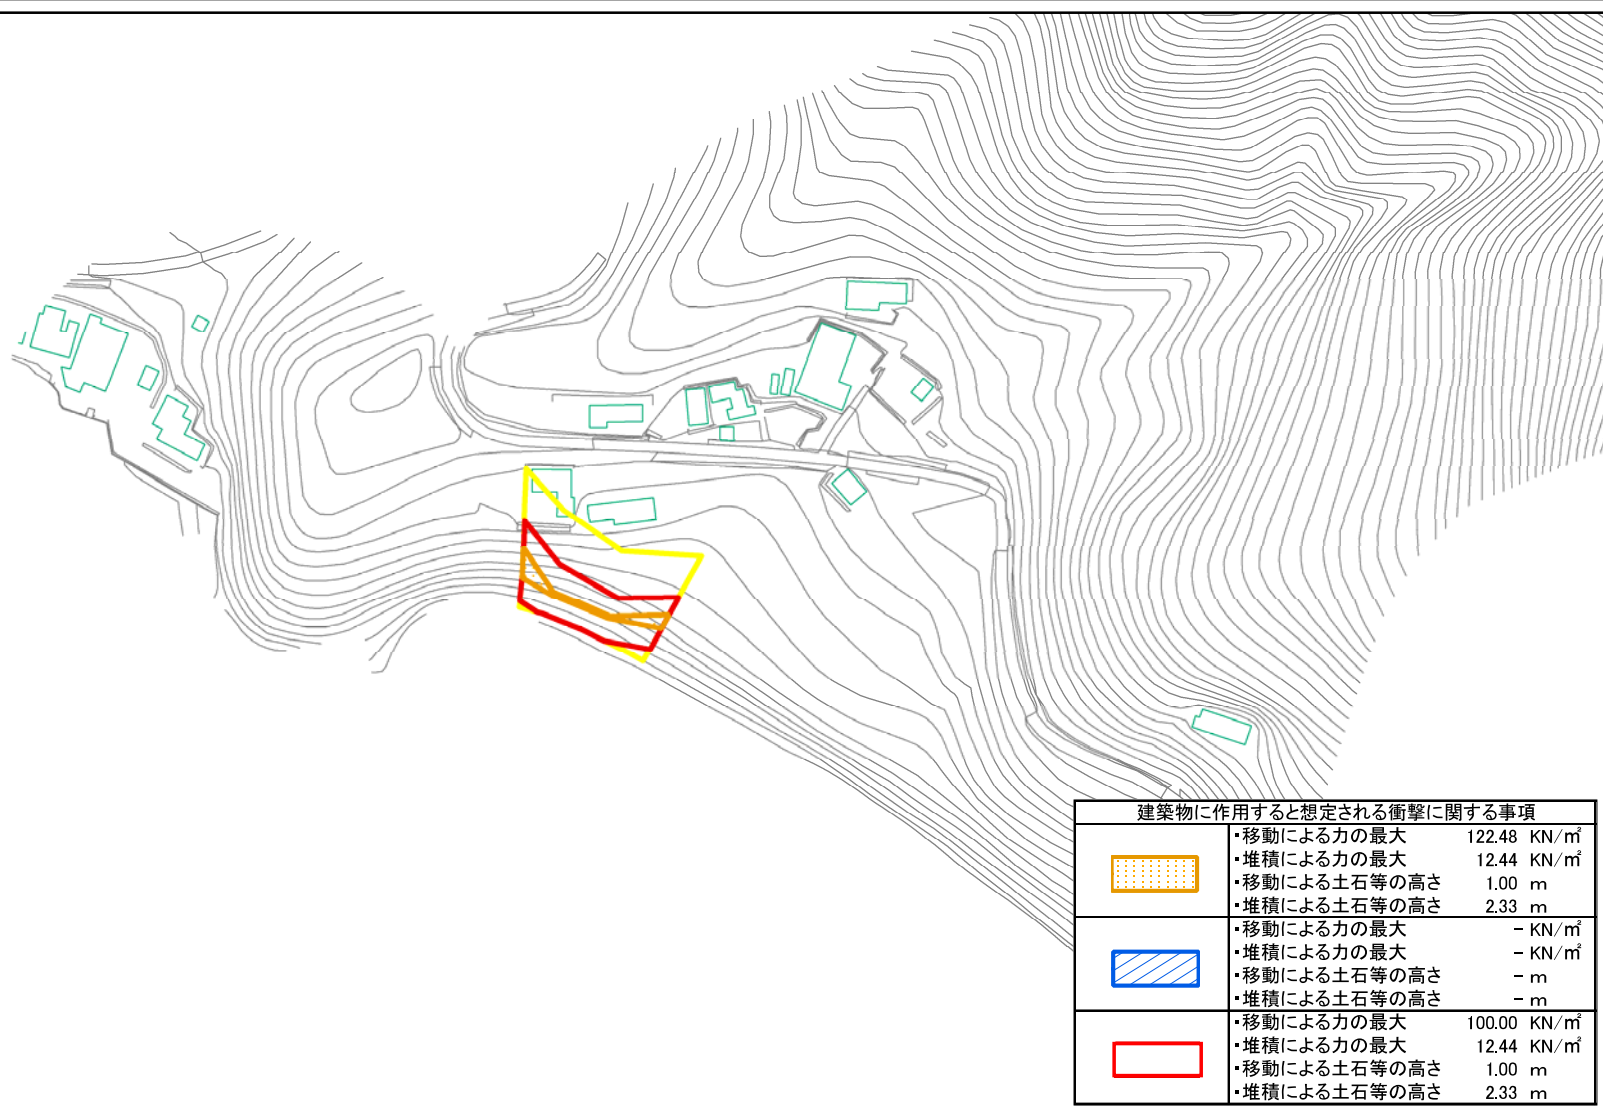 建築物に作用すると想定される衝撃に関する事項
・移動による力の最大 122.48 KN/㎡
・堆積による力の最大 12.44 KN/㎡
・移動による土石等の高さ 1.00 m
・堆積による土石等の高さ 2.33 m
・移動による力の最大 - KN/㎡
・堆積による力の最大 - KN/㎡
・移動による土石等の高さ - m
・堆積による土石等の高さ - m
・移動による力の最大 100.00 KN/㎡
・堆積による力の最大 12.44 KN/㎡
・移動による土石等の高さ 1.00 m
・堆積による土石等の高さ 2.33 m